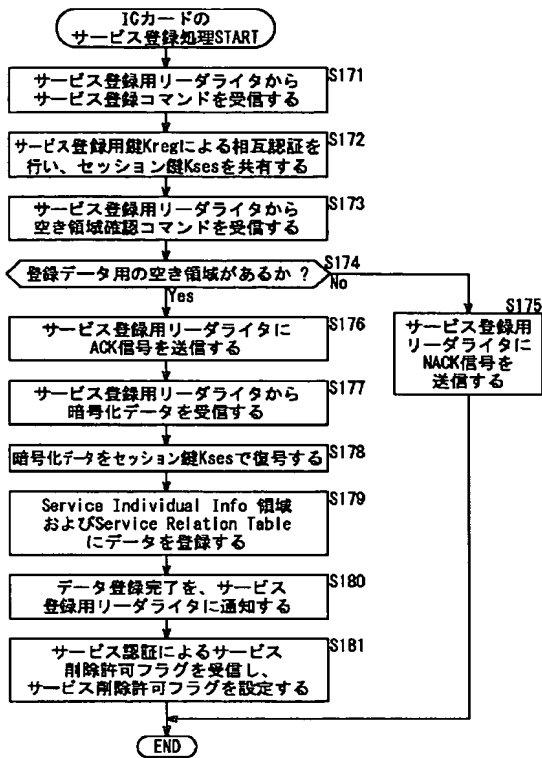 ICカードの
サービス登録処理START
S171
サービス登録用リーダライタから
サービス登録コマンドを受信する
S172
サービス登録用鍵Kregによる相互認証を
行い、セッション鍵Ksesを共有する
S173
サービス登録用リーダライタから
空き領域確認コマンドを受信する
S174
登録データ用の空き領域があるか ?
No
Yes
S175
サービス登録用
リーダライタに
NACK信号を
送信する
S176
サービス登録用リーダライタに
ACK信号を送信する
S177
サービス登録用リーダライタから
暗号化データを受信する
S178
暗号化データをセッション鍵Ksesで復号する
S179
Service Individual Info 領域
およびService Relation Table
にデータを登録する
S180
データ登録完了を、サービス
登録用リーダライタに通知する
S181
サービス認証によるサービス
削除許可フラグを受信し、
サービス削除許可フラグを設定する
END